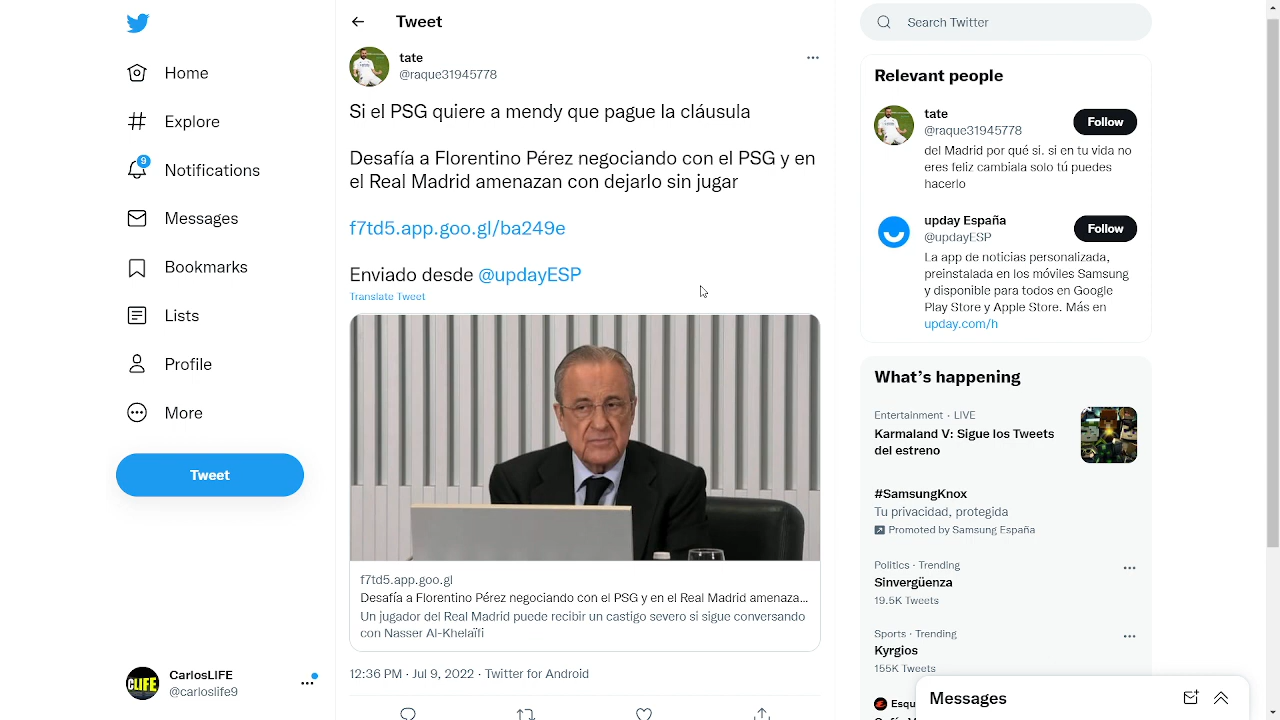 Tweet
tate
@raque31945778
Si el PSG quiere a mendy que pague la cláusula
Desafía a Florentino Pérez negociando con el PSG y en
el Real Madrid amenazan con dejarlo sin jugar
f7td5.app.goo.gl/ba249e
Enviado desde @updayESP
Translate Tweet
f7td5.app.goo.gl
Desafía a Florentino Pérez negociando con el PSG y en el Real Madrid amenaza...
Un jugador del Real Madrid puede recibir un castigo severo si sigue conversando
con Nasser Al-Khelaïfi
12:36 PM · Jul 9, 2022 · Twitter for Android
Home
Explore
9
Notifications
Messages
Bookmarks
Lists
Profile
More
Tweet
CLIFE
CarlosLIFE
@carloslife9
Search Twitter
Relevant people
tate
@raque31945778
Follow
del Madrid por qué si. si en tu vida no
eres feliz cambiala solo tú puedes
hacerlo
upday España
@updayESP
Follow
La app de noticias personalizada,
preinstalada en los móviles Samsung
y disponible para todos en Google
Play Store y Apple Store. Más en
upday.com/h
What's happening
Entertainment · LIVE
Karmaland V: Sigue los Tweets
del estreno
#SamsungKnox
Tu privacidad, protegida
Promoted by Samsung España
Politics · Trending
Sinvergüenza
19.5K Tweets
Sports · Trending
Kyrgios
155K Tweets
Esqu
Messages